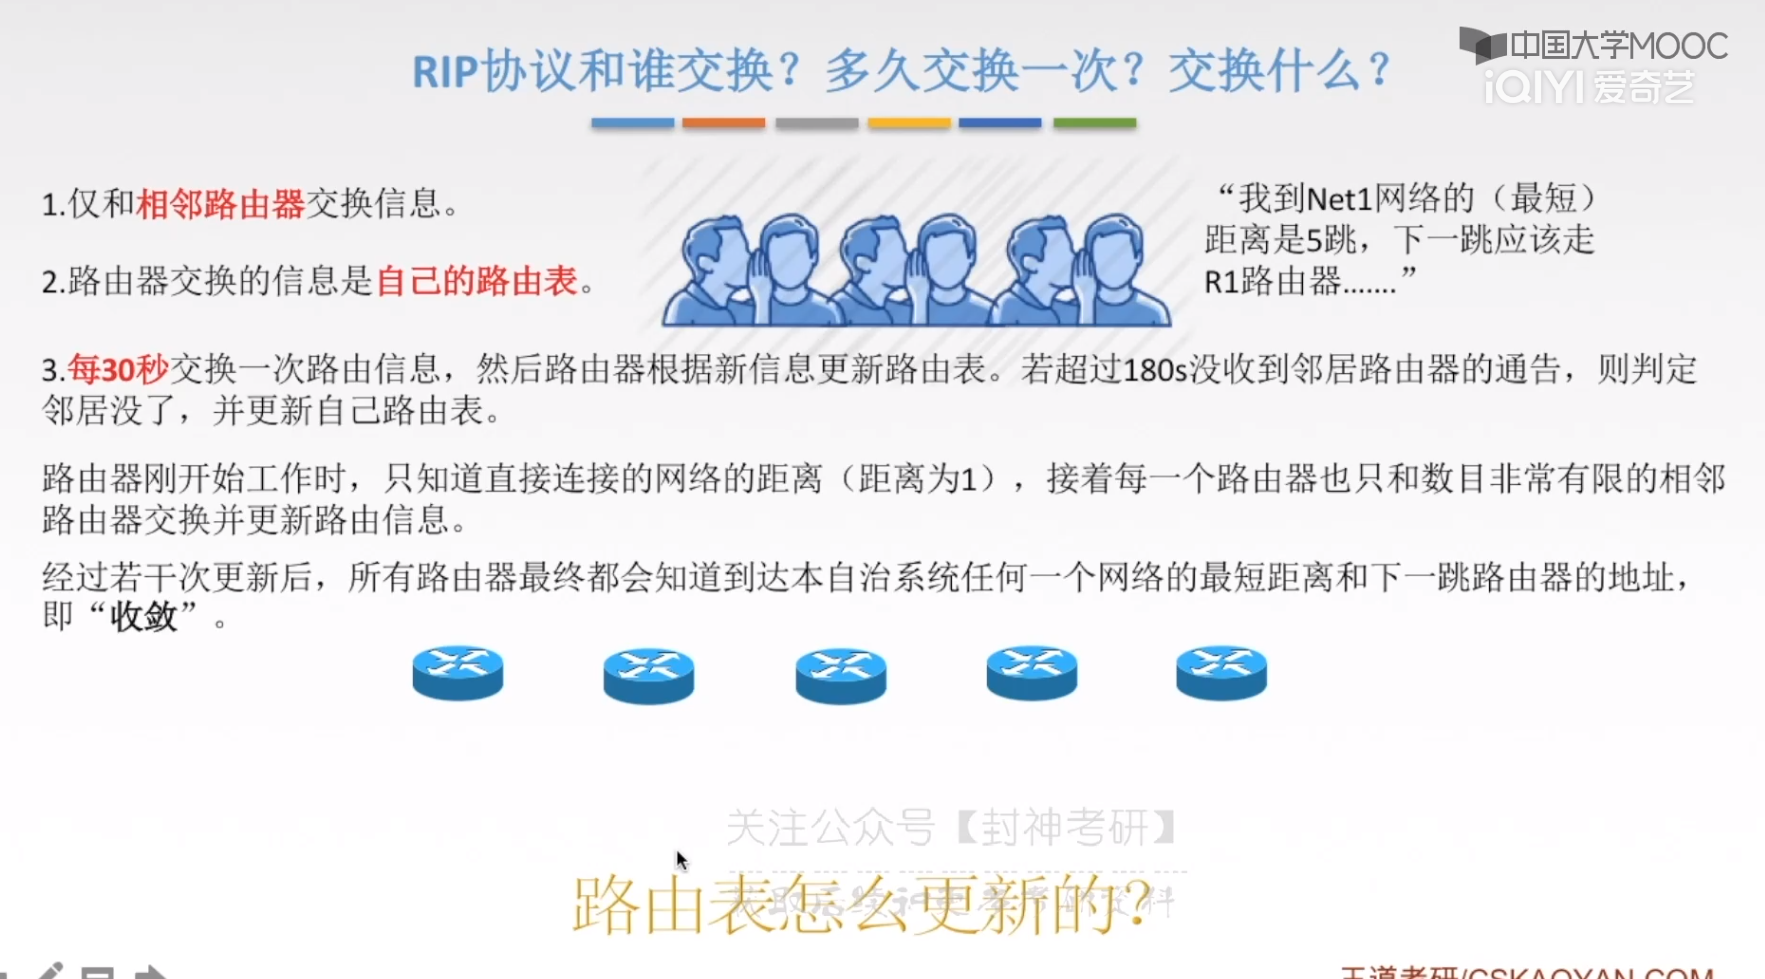 中国大学MOOC
iQIYI 爱奇艺
RIP协议和谁交换？多久交换一次？交换什么？
1.仅和相邻路由器交换信息。
“我到Net1网络的（最短）
距离是5跳，下一跳应该走
R1路由器.......”
2.路由器交换的信息是自己的路由表。
3.每30秒交换一次路由信息，然后路由器根据新信息更新路由表。若超过180s没收到邻居路由器的通告，则判定
邻居没了，并更新自己路由表。
路由器刚开始工作时，只知道直接连接的网络的距离（距离为1），接着每一个路由器也只和数目非常有限的相邻
路由器交换并更新路由信息。
经过若干次更新后，所有路由器最终都会知道到达本自治系统任何一个网络的最短距离和下一跳路由器的地址，
即“收敛”。
关注公众号【封神考研】
路由表怎么更新的？
王道考研/CSKAOYAN.COM